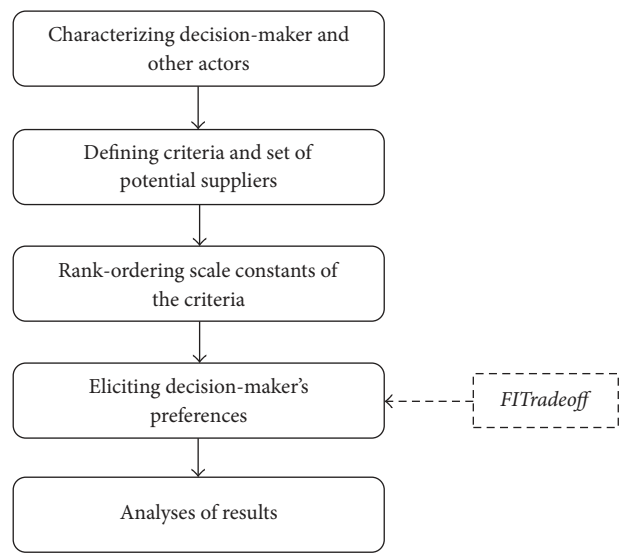 Characterizing decision-maker and
other actors
Defining criteria and set of
potential suppliers
Rank-ordering scale constants of
the criteria
Eliciting decision-maker’s
preferences
FITradeoff
Analyses of results